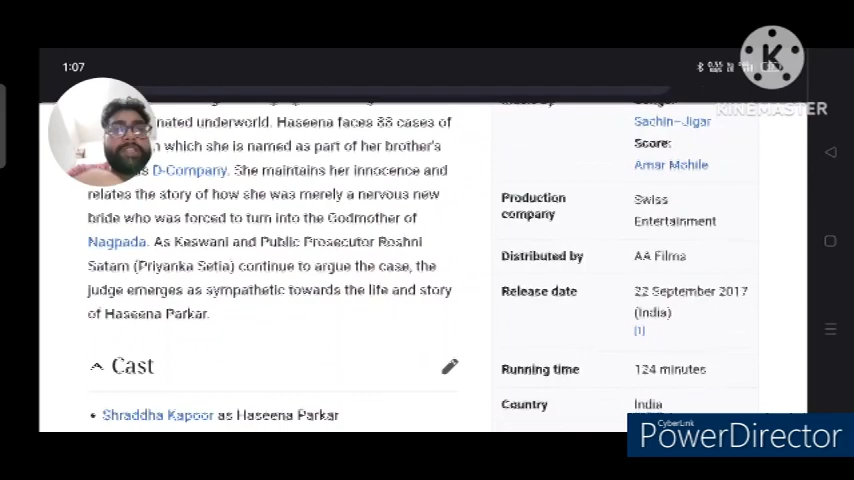 1:07
KINEMASTER
nated underworld. Haseena faces 88 cases of
which she is named as part of her brother's
D-Company. She maintains her innocence and
relates the story of how she was merely a nervous new
bride who was forced to turn into the Godmother of
Nagpada. As Keswani and Public Prosecutor Roshni
Satam (Priyanka Setia) continue to argue the case, the
judge emerges as sympathetic towards the life and story
of Haseena Parkar.
Cast
• Shraddha Kapoor as Haseena Parkar
Sachin–Jigar
Score:
Amar Mohile
Production company
Swiss
Entertainment
Distributed by
AA Films
Release date
22 September 2017
(India)
[1]
Running time
124 minutes
Country
India
CyberLink
PowerDirector